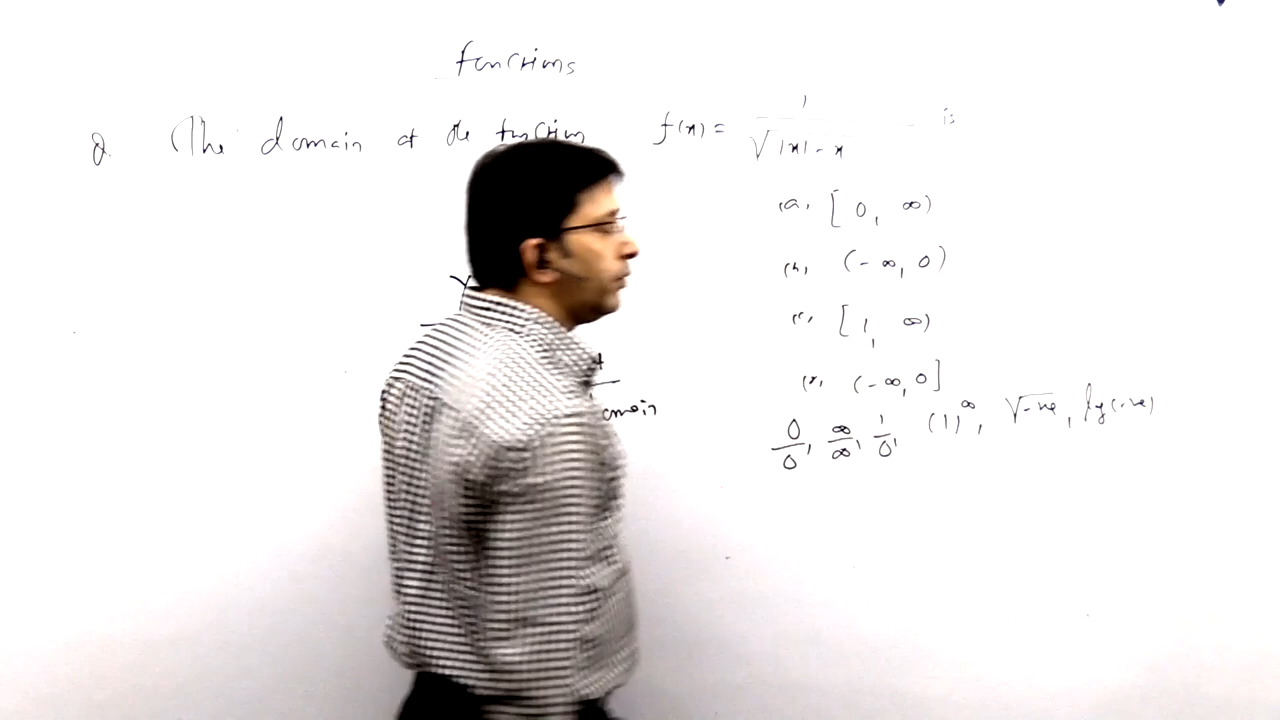 functions
Q. The domain of the function f(x) = 1/√|x| - x is
(a) [0, ∞)
(b) (-∞, 0)
(c) [1, ∞)
(d) (-∞, 0]
0/0, ∞/∞, 1/0, (1)^∞, √-ve, log(-ve)